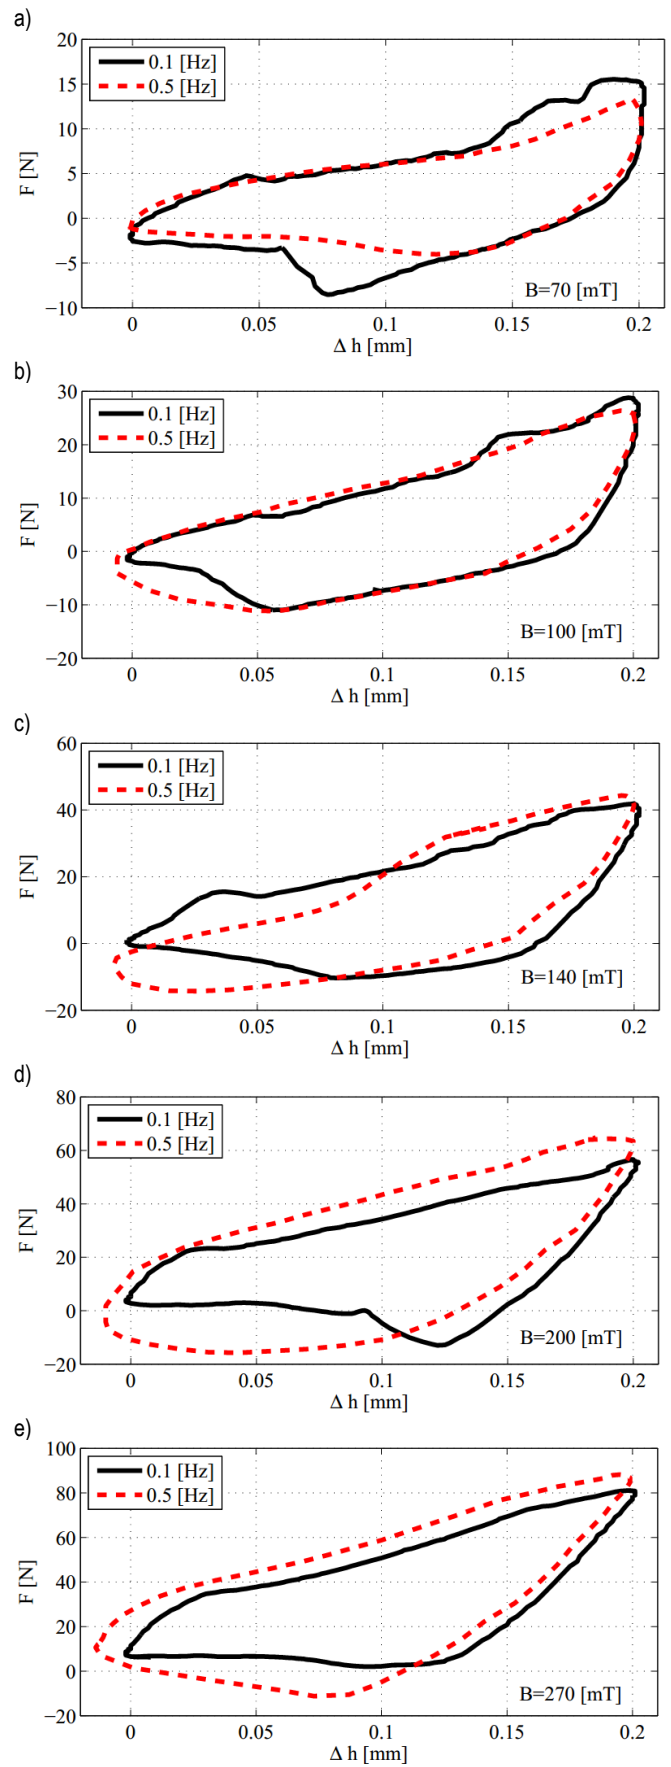 a)
20
15
10
5
0
−5
−10
F [N]
0.1 [Hz]
0.5 [Hz]
B=70 [mT]
0 0.05 0.1 0.15 0.2
Δ h [mm]
b)
30
20
10
0
−10
−20
F [N]
0.1 [Hz]
0.5 [Hz]
B=100 [mT]
0 0.05 0.1 0.15 0.2
Δ h [mm]
c)
60
40
20
0
−20
F [N]
0.1 [Hz]
0.5 [Hz]
B=140 [mT]
0 0.05 0.1 0.15 0.2
Δ h [mm]
d)
80
60
40
20
0
−20
F [N]
0.1 [Hz]
0.5 [Hz]
B=200 [mT]
0 0.05 0.1 0.15 0.2
Δ h [mm]
e)
100
80
60
40
20
0
−20
F [N]
0.1 [Hz]
0.5 [Hz]
B=270 [mT]
0 0.05 0.1 0.15 0.2
Δ h [mm]